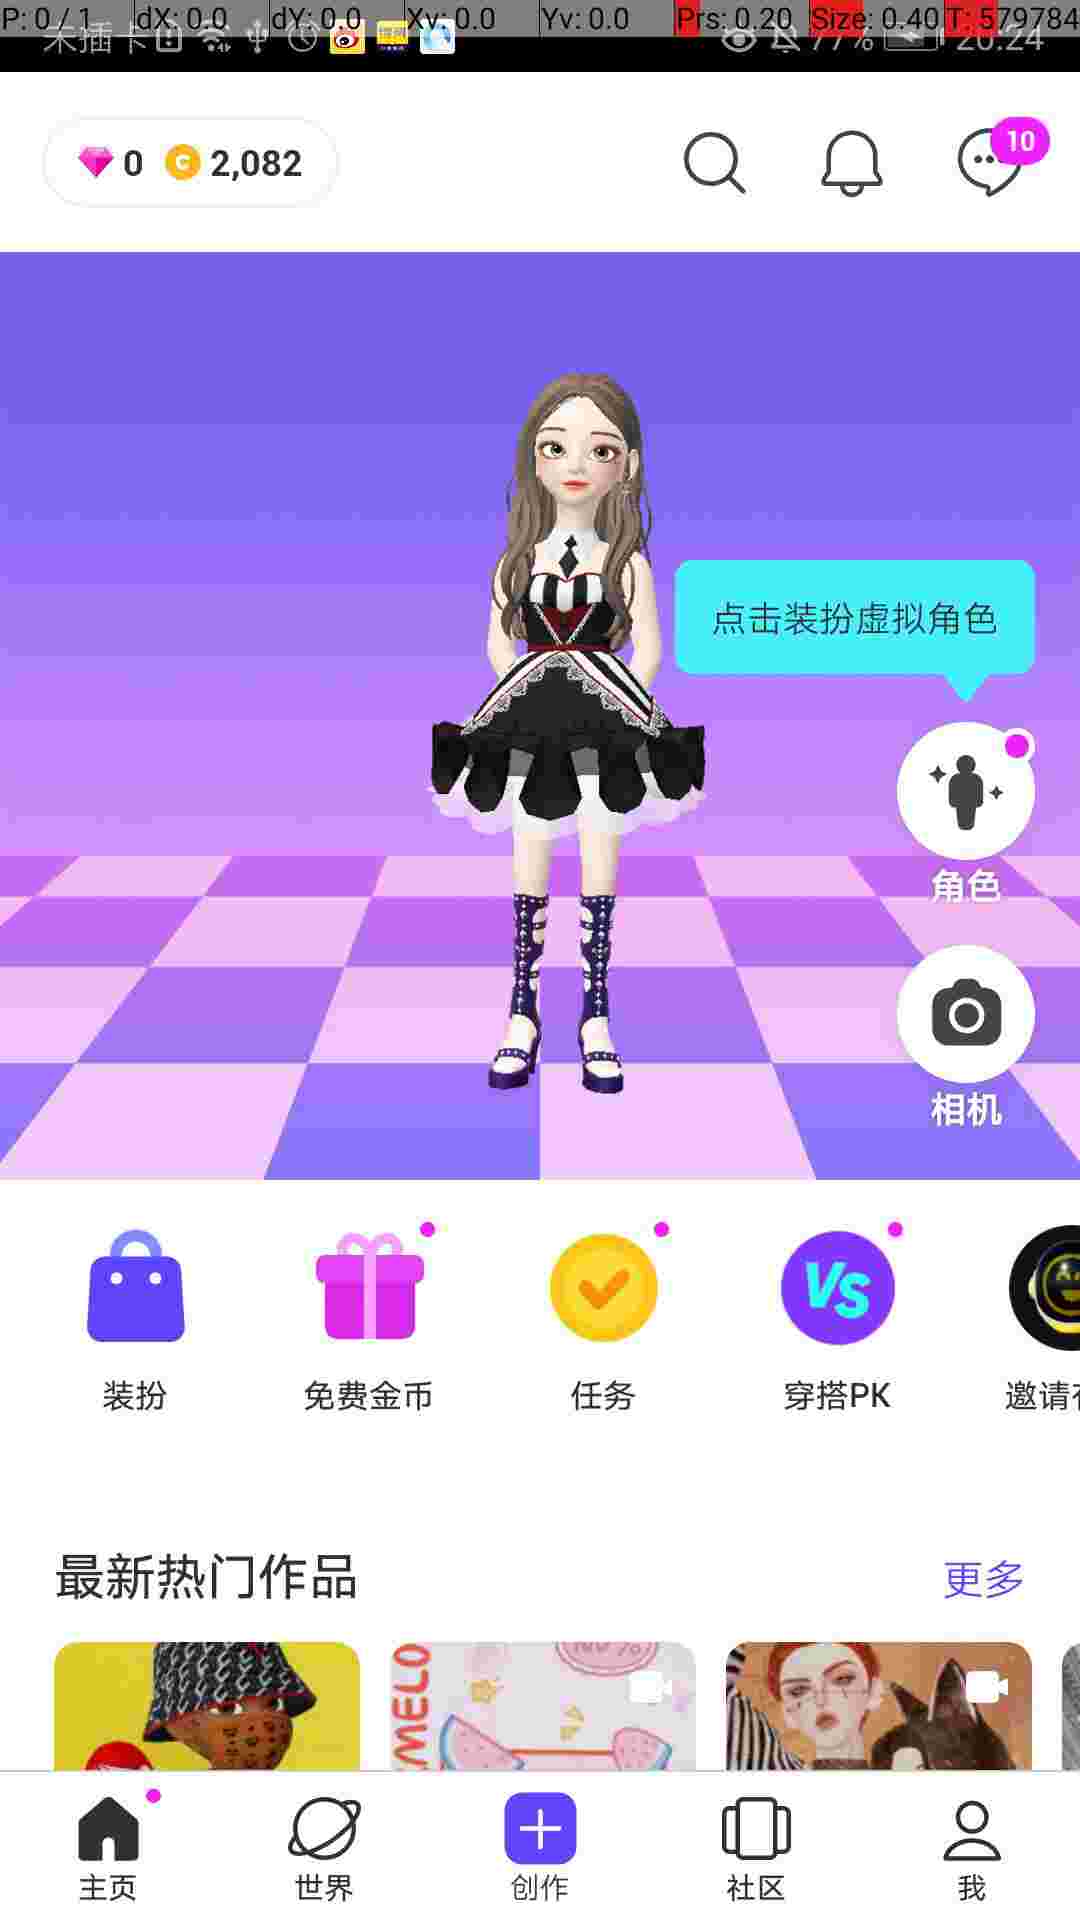 P: 0 / 1 dX: 0.0 dY: 0.0 Xv: 0.0 Yv: 0.0 Prs: 0.20 Size: 0.40 T: 579784
未插卡 77% 20:24
0 2,082 10
点击装扮虚拟角色
角色
相机
VS
装扮 免费金币 任务 穿搭PK 邀请
最新热门作品 更多
MELO
主页 世界 创作 社区 我